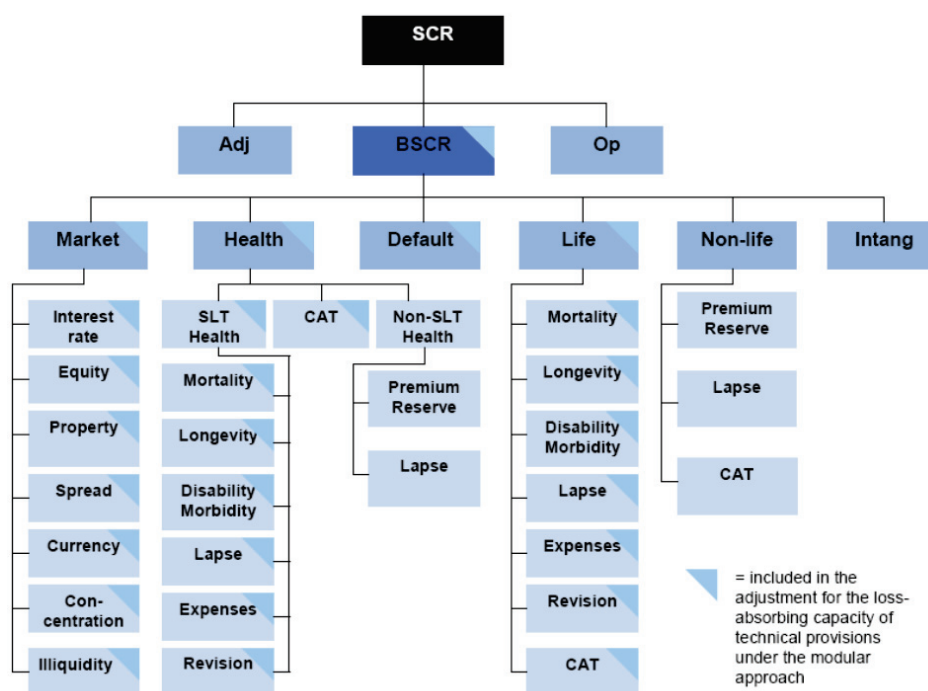 SCR
Adj
BSCR
Op
Market
Health
Default
Life
Non-life
Intang
Interest
rate
Equity
Property
Spread
Currency
Con-
centration
Illiquidity
SLT
Health
CAT
Non-SLT
Health
Mortality
Longevity
Disability
Morbidity
Lapse
Expenses
Revision
Premium
Reserve
Lapse
Mortality
Longevity
Disability
Morbidity
Lapse
Expenses
Revision
CAT
Premium
Reserve
Lapse
CAT
= included in the
adjustment for the loss-
absorbing capacity of
technical provisions
under the modular
approach